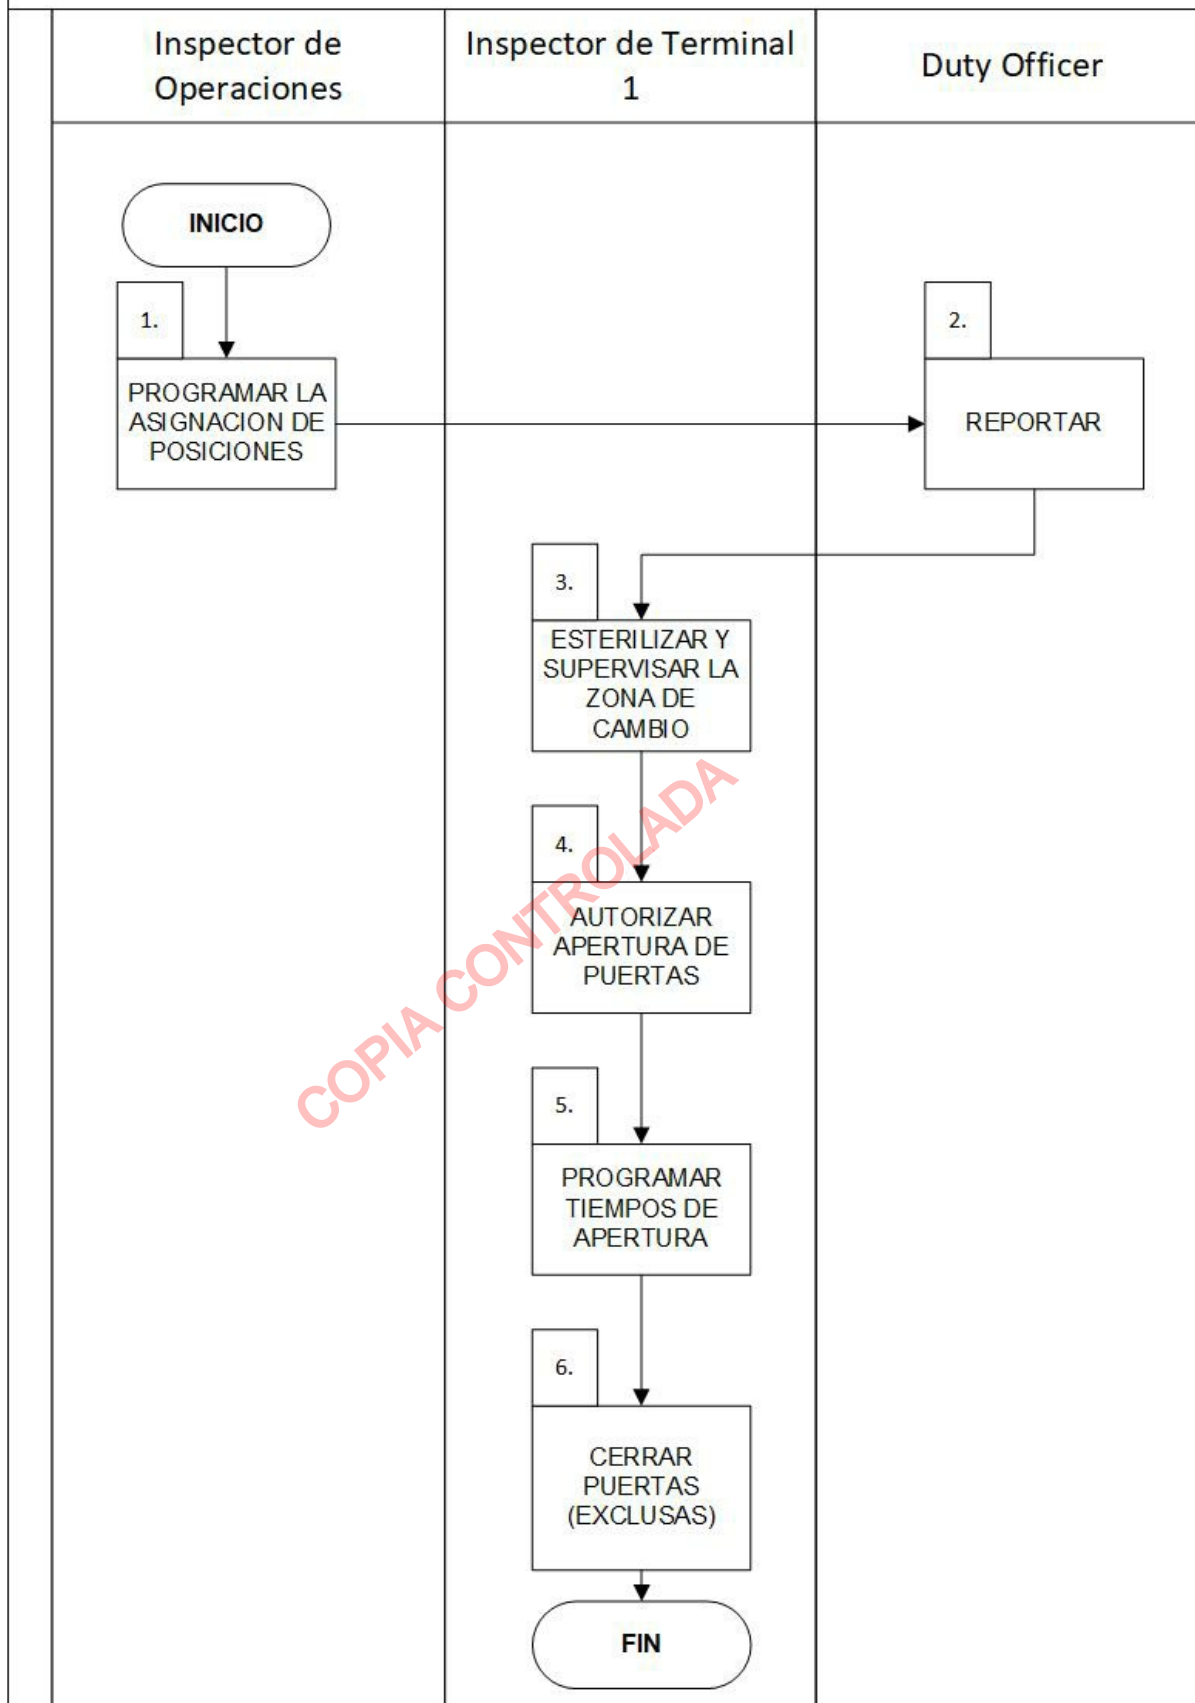 Inspector de
Operaciones
Inspector de Terminal
1
Duty Officer
INICIO
1.
PROGRAMAR LA
ASIGNACION DE
POSICIONES
2.
REPORTAR
3.
ESTERILIZAR Y
SUPERVISAR LA
ZONA DE
CAMBIO
4.
AUTORIZAR
APERTURA DE
PUERTAS
COPIA CONTROLADA
5.
PROGRAMAR
TIEMPOS DE
APERTURA
6.
CERRAR
PUERTAS
(EXCLUSAS)
FIN